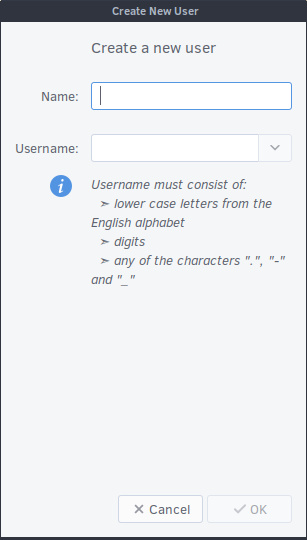 Create New User
Create a new user
Name:
Username:
Username must consist of:
➣ lower case letters from the
English alphabet
➣ digits
➣ any of the characters ".", "-"
and "_"
Cancel
OK